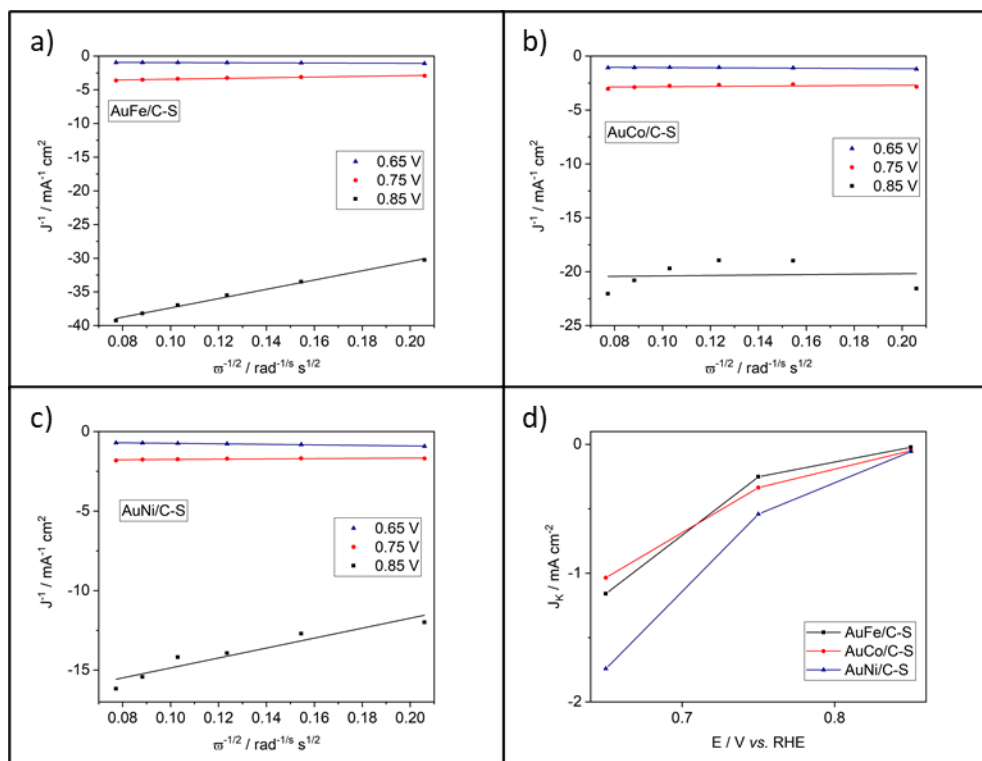 a)
0
-5
-10
-15
-20
-25
-30
-35
-40
J⁻¹ / mA⁻¹ cm²
AuFe/C-S
0.65 V
0.75 V
0.85 V
0.08 0.10 0.12 0.14 0.16 0.18 0.20
ϖ⁻¹/² / rad⁻¹/ˢ s¹/²
b)
0
-5
-10
-15
-20
-25
J⁻¹ / mA⁻¹ cm²
AuCo/C-S
0.65 V
0.75 V
0.85 V
0.08 0.10 0.12 0.14 0.16 0.18 0.20
ϖ⁻¹/² / rad⁻¹/ˢ s¹/²
c)
0
-5
-10
-15
J⁻¹ / mA⁻¹ cm²
AuNi/C-S
0.65 V
0.75 V
0.85 V
0.08 0.10 0.12 0.14 0.16 0.18 0.20
ϖ⁻¹/² / rad⁻¹/ˢ s¹/²
d)
0
-1
-2
J_K / mA cm⁻²
AuFe/C-S
AuCo/C-S
AuNi/C-S
0.7 0.8
E / V vs. RHE